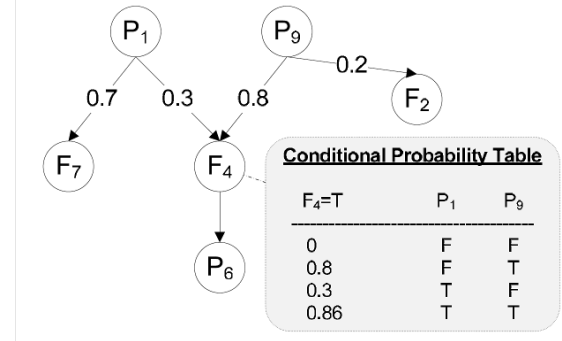 P1 P9
0.2
0.7 0.3 0.8 F2
F7 F4
Conditional Probability Table
F4=T P1 P9
0 F F
0.8 F T
0.3 T F
0.86 T T
P6